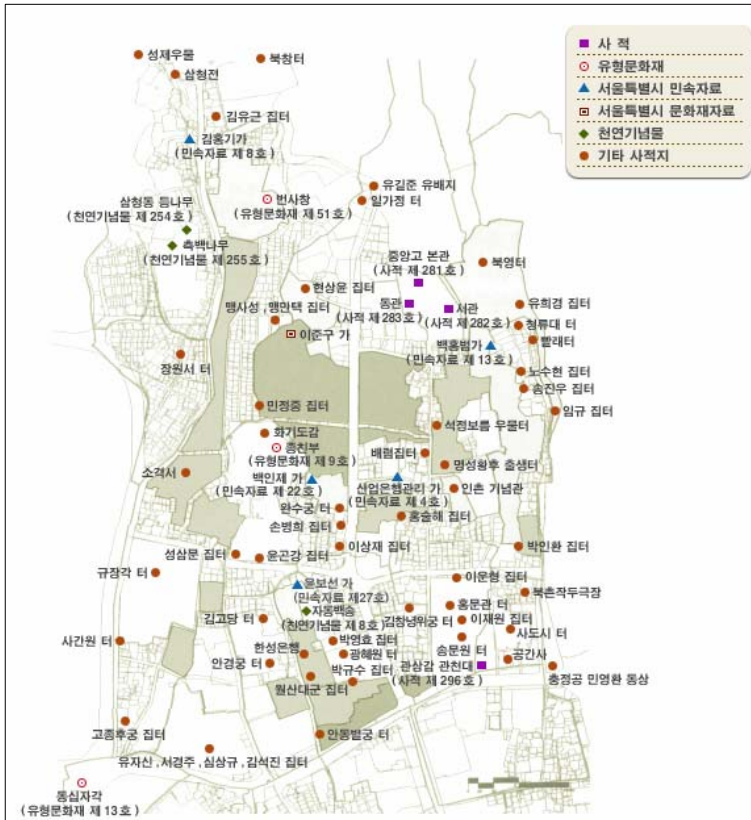 사 적
유형문화재
서울특별시 민속자료
서울특별시 문화재자료
천연기념물
기타 사적지
성제우물
북창터
삼청전
김유근 집터
김홍기가
(민속자료 제8호)
유길준 유배지
일가정 터
번사창
(유형문화재 제51호)
삼청동 등나무
(천연기념물 제254호)
측백나무
(천연기념물 제255호)
중앙고 본관
(사적 제281호)
북영터
현상윤 집터
동관
(사적 제283호)
서관
(사적 제282호)
유희경 집터
맹사성,맹만택 집터
청류대 터
빨래터
이준구 가
백홍범가
(민속자료 제13호)
장원서 터
노수현 집터
송진우 집터
민정중 집터
임규 집터
석정보름 우물터
화기도감
종친부
(유형문화재 제9호)
배렴집터
명성황후 출생터
소격서
백인제 가
(민속자료 제22호)
산업은행관리 가
(민속자료 제4호)
인촌 기념관
완수궁 터
손병희 집터
홍술해 집터
이상재 집터
박인환 집터
성삼문 집터
윤곤강 집터
규장각 터
윤보선 가
(민속자료 제27호)
이운형 집터
북촌작두극장
자동백송
(천연기념물 제8호)
홍문관 터
김창녕위궁 터
이재원 집터
김고당 터
사도시 터
사간원 터
한성은행
박영효 집터
광혜원 터
송문원 터
안경궁 터
박규수 집터
관상감 관천대
(사적 제296호)
공간사
충정공 민영환 동상
원산대군 집터
고종후궁 집터
안동별궁 터
유자산,서경주,심상규,김석진 집터
동십자각
(유형문화재 제13호)